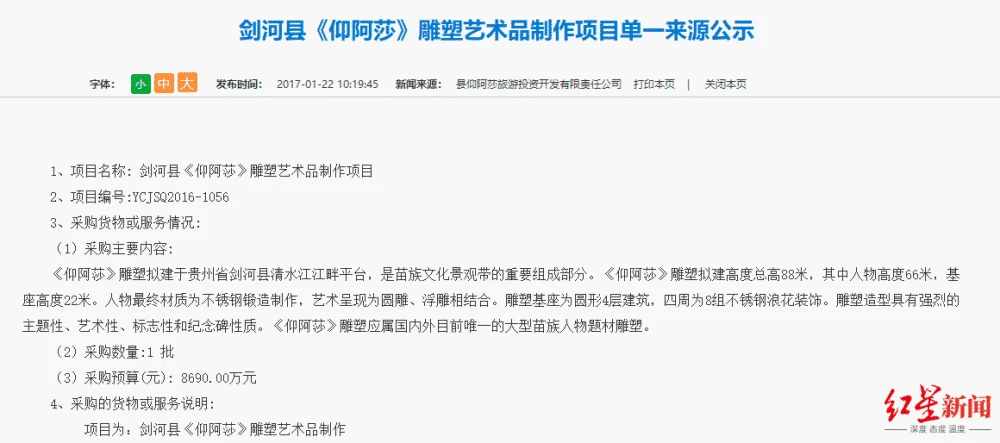 剑河县《仰阿莎》雕塑艺术品制作项目单一来源公示
字体： 小 中 大 发布时间： 2017-01-22 10:19:45 新闻来源： 县仰阿莎旅游投资开发有限责任公司 打印本页 | 关闭本页
1、项目名称: 剑河县《仰阿莎》雕塑艺术品制作项目
2、项目编号:YCJSQ2016-1056
3、采购货物或服务情况:
（1）采购主要内容:
《仰阿莎》雕塑拟建于贵州省剑河县清水江江畔平台，是苗族文化景观带的重要组成部分。《仰阿莎》雕塑拟建高度总高88米，其中人物高度66米，基
座高度22米。人物最终材质为不锈钢锻造制作，艺术呈现为圆雕、浮雕相结合。雕塑基座为圆形4层建筑，四周为8组不锈钢浪花装饰。雕塑造型具有强烈的
主题性、艺术性、标志性和纪念碑性质。《仰阿莎》雕塑应属国内外目前唯一的大型苗族人物题材雕塑。
（2）采购数量:1 批
（3）采购预算(元): 8690.00万元
4、采购的货物或服务说明:
项目为: 剑河县《仰阿莎》雕塑艺术品制作
红星新闻
深度 态度 温度